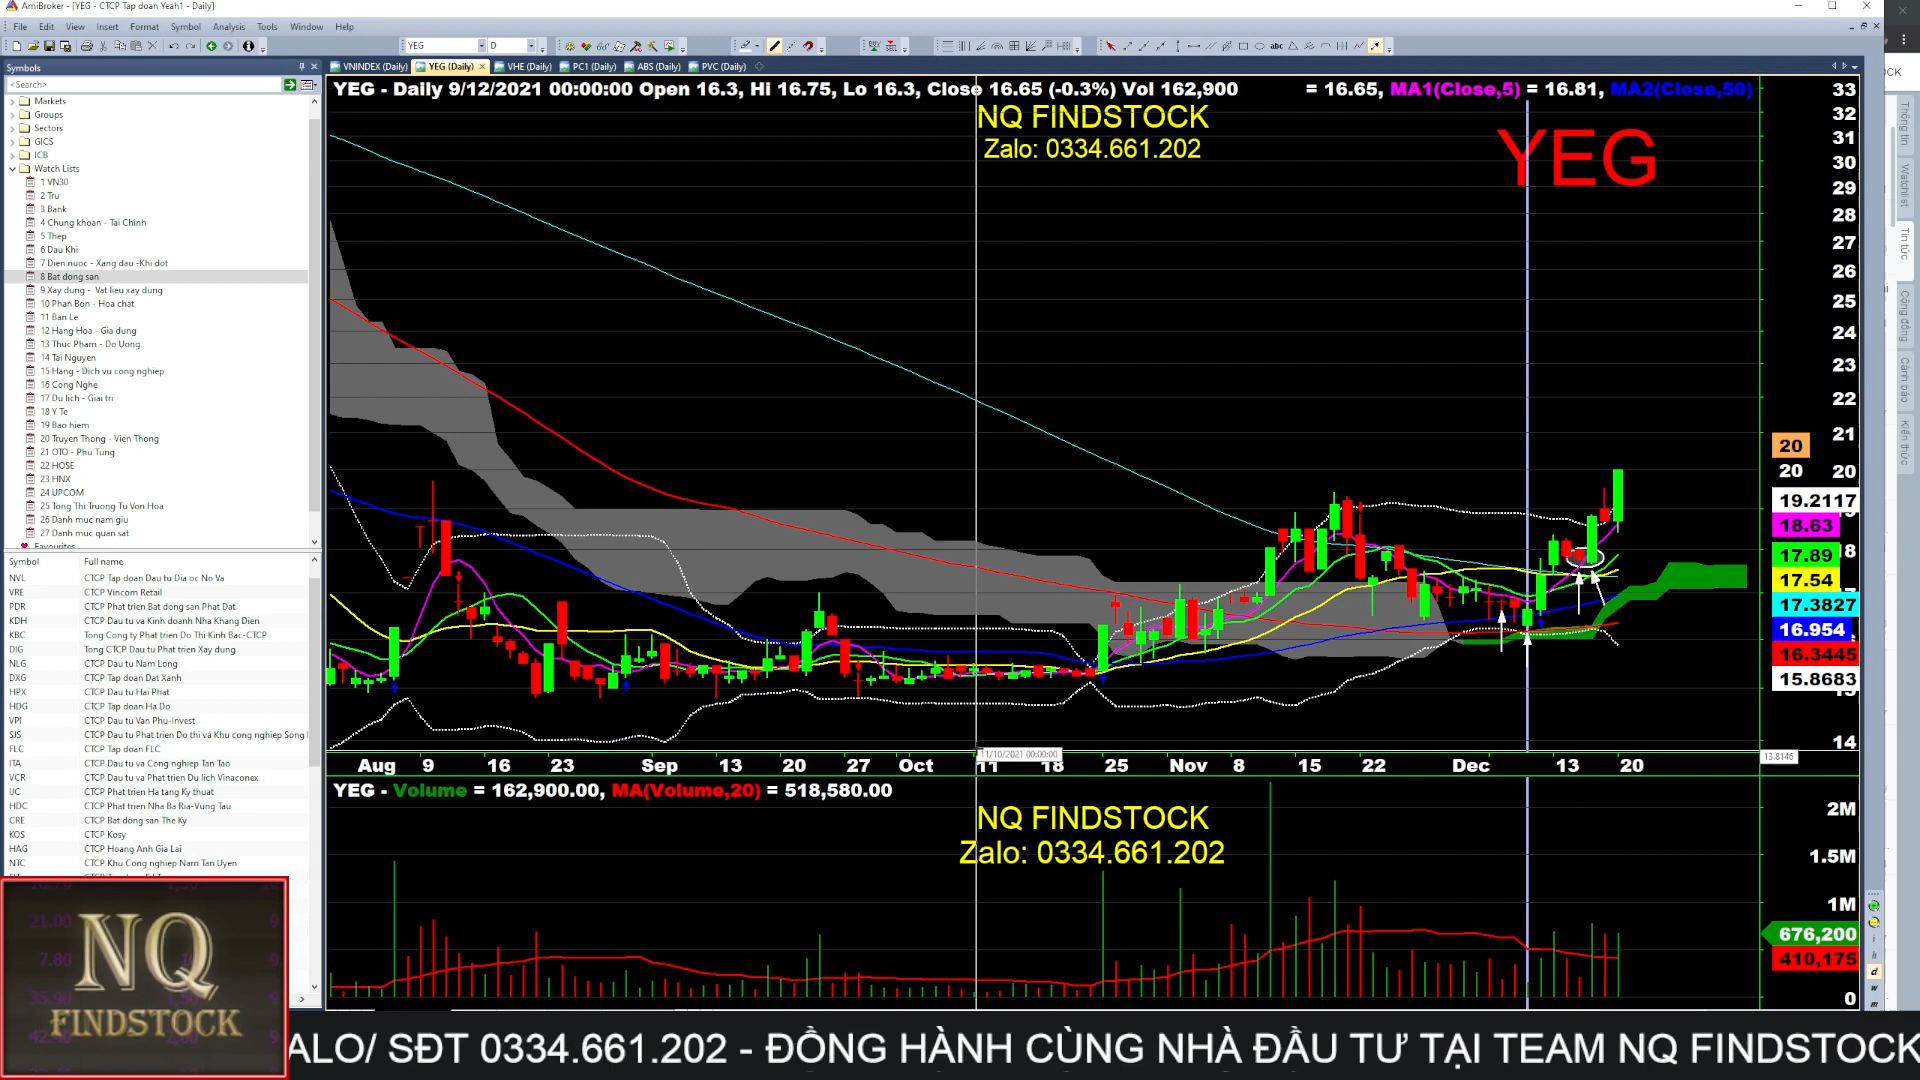 AmiBroker - [YEG - CTCP Tap doan Yeah1 - Daily]
File Edit View Insert Format Symbol Analysis Tools Window Help
YEG D
Symbols
<Search>
Markets
Groups
Sectors
GICS
ICB
Watch Lists
1 VN30
2 Tru
3 Bank
4 Chung khoan - Tai Chinh
5 Thep
6 Dau Khi
7 Dien nuoc - Xang dau -Khi dot
8 Bat dong san
9 Xay dung - Vat lieu xay dung
10 Phan Bon - Hoa chat
11 Ban Le
12 Hang Hoa - Gia dung
13 Thuc Pham - Do Uong
14 Tai Nguyen
15 Hang - Dich vu cong nghiep
16 Cong Nghe
17 Du lich - Giai tri
18 Y Te
19 Bao hiem
20 Truyen Thong - Vien Thong
21 OTO - Phu Tung
22 HOSE
23 HNX
24 UPCOM
25 Tong Thi Truong Tu Von Hoa
26 Danh muc nam giu
27 Danh muc quan sat
Favourites
Symbol Full name
NVL CTCP Tap doan Dau tu Dia oc No Va
VRE CTCP Vincom Retail
PDR CTCP Phat trien Bat dong san Phat Dat
KDH CTCP Dau tu va Kinh doanh Nha Khang Dien
KBC Tong Cong ty Phat trien Do Thi Kinh Bac-CTCP
DIG Tong CTCP Dau tu Phat trien Xay dung
NLG CTCP Dau tu Nam Long
DXG CTCP Tap doan Dat Xanh
HPX CTCP Dau tu Hai Phat
HDG CTCP Tap doan Ha Do
VPI CTCP Dau tu Van Phu-Invest
SJS CTCP Dau tu Phat trien Do thi va Khu cong nghiep Song
FLC CTCP Tap doan FLC
ITA CTCP Dau tu va Cong nghiep Tan Tao
VCR CTCP Dau tu va Phat trien Du lich Vinaconex
IJC CTCP Phat trien Ha tang Ky thuat
HDC CTCP Phat trien Nha Ba Ria-Vung Tau
CRE CTCP Bat dong san The Ky
KOS CTCP Kosy
HAG CTCP Hoang Anh Gia Lai
NTC CTCP Khu Cong nghiep Nam Tan Uyen
VNINDEX (Daily) YEG (Daily) VHE (Daily) PC1 (Daily) ABS (Daily) PVC (Daily)
YEG - Daily 9/12/2021 00:00:00 Open 16.3, Hi 16.75, Lo 16.3, Close 16.65 (-0.3%) Vol 162,900 = 16.65, MA1(Close,5) = 16.81, MA2(Close,50)
NQ FINDSTOCK
Zalo: 0334.661.202
YEG
33
32
31
30
29
28
27
26
25
24
23
22
21
20
20 20
19.2117
18.63
17.89
17.54
17.3827
16.954
16.3445
15.8683
14
13.8146
11/10/2021 00:00:00
Aug 9 16 23 Sep 13 20 27 Oct 11 18 25 Nov 8 15 22 Dec 13 20
YEG - Volume = 162,900.00, MA(Volume,20) = 518,580.00
NQ FINDSTOCK
Zalo: 0334.661.202
2M
1.5M
1M
676,200
410,175
0
Thông tin
Watchlist
Tin tức
Cộng đồng
Cảnh báo
Kiến thức
NQ
FINDSTOCK
ALO/ SĐT 0334.661.202 - ĐỒNG HÀNH CÙNG NHÀ ĐẦU TƯ TẠI TEAM NQ FINDSTOCK